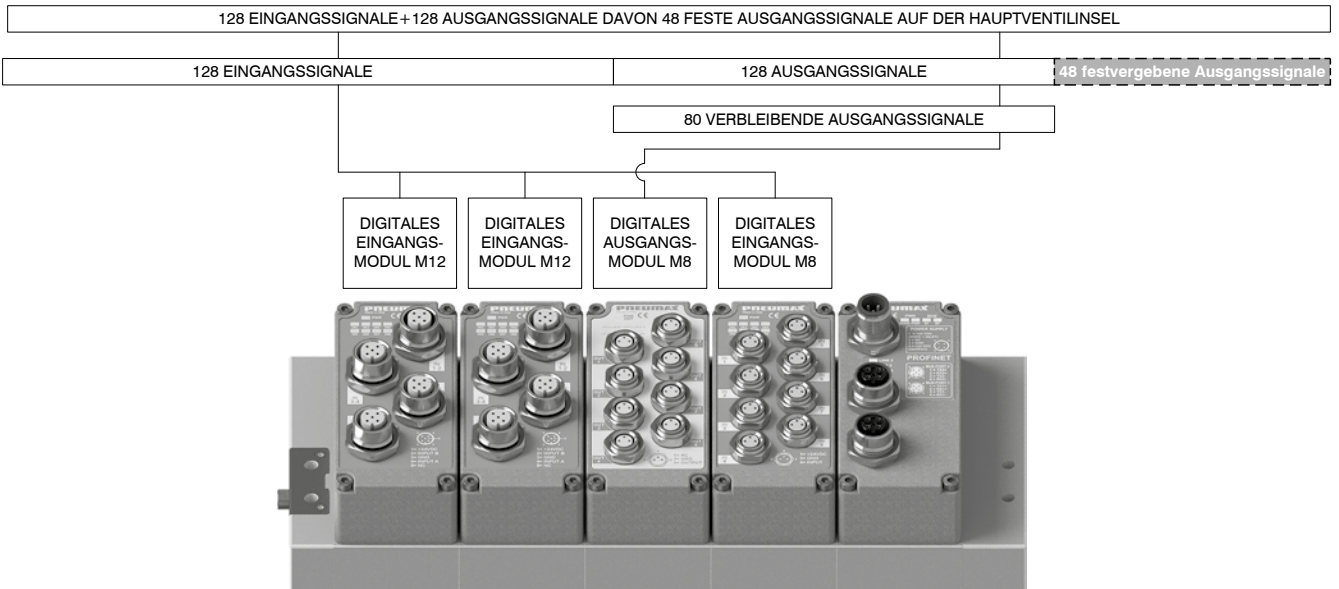 128 EINGANGSSIGNALE+128 AUSGANGSSIGNALE DAVON 48 FESTE AUSGANGSSIGNALE AUF DER HAUPTVENTILINSEL
128 EINGANGSSIGNALE
128 AUSGANGSSIGNALE
48 festvergebene Ausgangssignale
80 VERBLEIBENDE AUSGANGSSIGNALE
DIGITALES
EINGANGS-
MODUL M12
DIGITALES
EINGANGS-
MODUL M12
DIGITALES
AUSGANGS-
MODUL M8
DIGITALES
EINGANGS-
MODUL M8
PNEUMAX
PNEUMAX
PNEUMAX
PNEUMAX
POWER SUPPLY
PROFINET